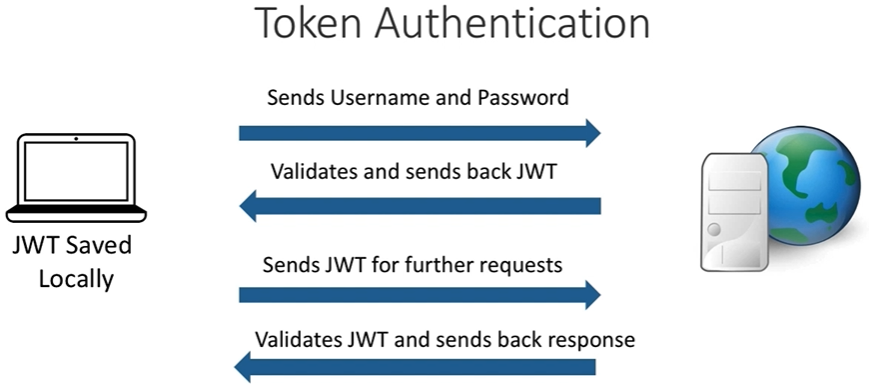 Token Authentication
Sends Username and Password
Validates and sends back JWT
JWT Saved
Locally
Sends JWT for further requests
Validates JWT and sends back response